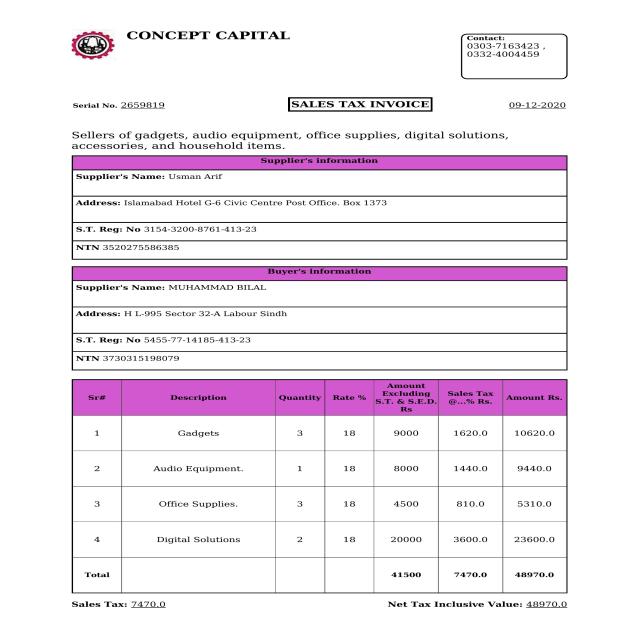 CONCEPT CAPITAL
Contact:
0303-7163423 ,
0332-4004459
Serial No. 2659819
SALES TAX INVOICE
09-12-2020
Sellers of gadgets, audio equipment, office supplies, digital solutions,
accessories, and household items.
Supplier's information
Supplier's Name: Usman Arif
Address: Islamabad Hotel G-6 Civic Centre Post Office. Box 1373
S.T. Reg: No 3154-3200-8761-413-23
NTN 3520275586385
Buyer's information
Supplier's Name: MUHAMMAD BILAL
Address: H L-995 Sector 32-A Labour Sindh
S.T. Reg: No 5455-77-14185-413-23
NTN 3730315198079
Sr# Description Quantity Rate % Amount Excluding S.T. & S.E.D. Rs Sales Tax @...% Rs. Amount Rs.
1 Gadgets 3 18 9000 1620.0 10620.0
2 Audio Equipment. 1 18 8000 1440.0 9440.0
3 Office Supplies. 3 18 4500 810.0 5310.0
4 Digital Solutions 2 18 20000 3600.0 23600.0
Total 41500 7470.0 48970.0
Sales Tax: 7470.0 Net Tax Inclusive Value: 48970.0